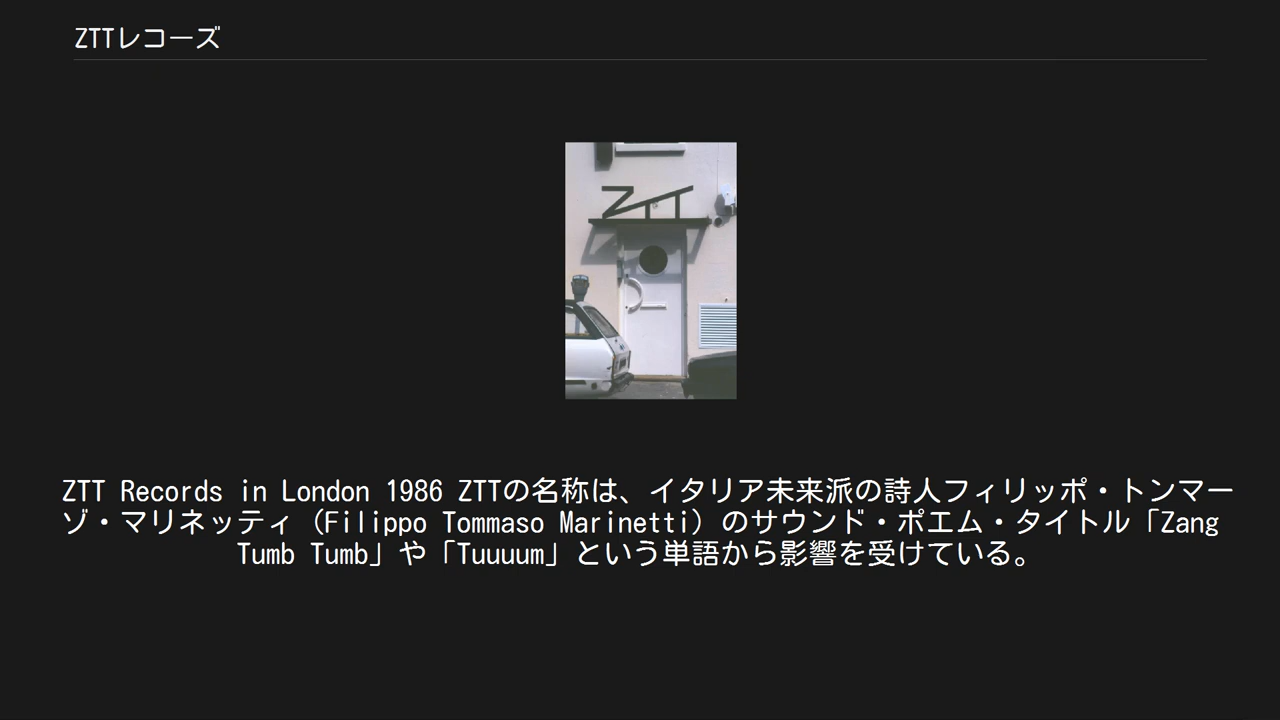 ZTTレコーズ
ZTT
ZTT Records in London 1986 ZTTの名称は、イタリア未来派の詩人フィリッポ・トンマー
ゾ・マリネッティ（Filippo Tommaso Marinetti）のサウンド・ポエム・タイトル「Zang
Tumb Tumb」や「Tuuuum」という単語から影響を受けている。